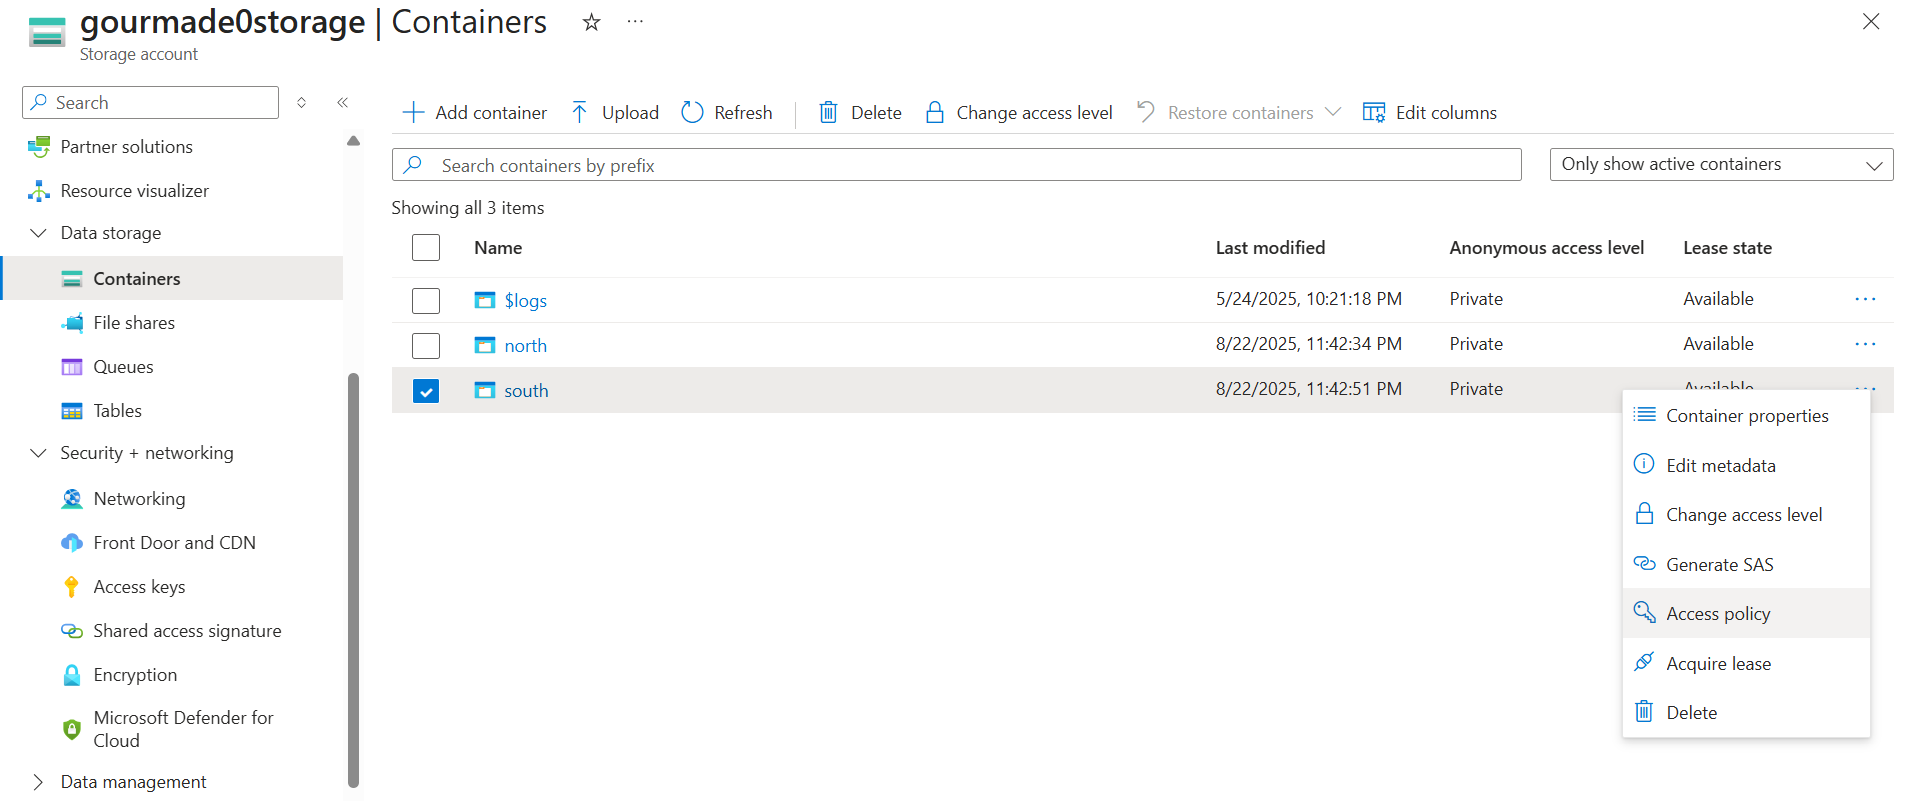 gourmade0storage | Containers
Storage account
Search
Partner solutions
Resource visualizer
Data storage
Containers
File shares
Queues
Tables
Security + networking
Networking
Front Door and CDN
Access keys
Shared access signature
Encryption
Microsoft Defender for
Cloud
Data management
Add container Upload Refresh Delete Change access level Restore containers Edit columns
Search containers by prefix
Only show active containers
Showing all 3 items
Name Last modified Anonymous access level Lease state
$logs 5/24/2025, 10:21:18 PM Private Available
north 8/22/2025, 11:42:34 PM Private Available
south 8/22/2025, 11:42:51 PM Private Available
Container properties
Edit metadata
Change access level
Generate SAS
Access policy
Acquire lease
Delete